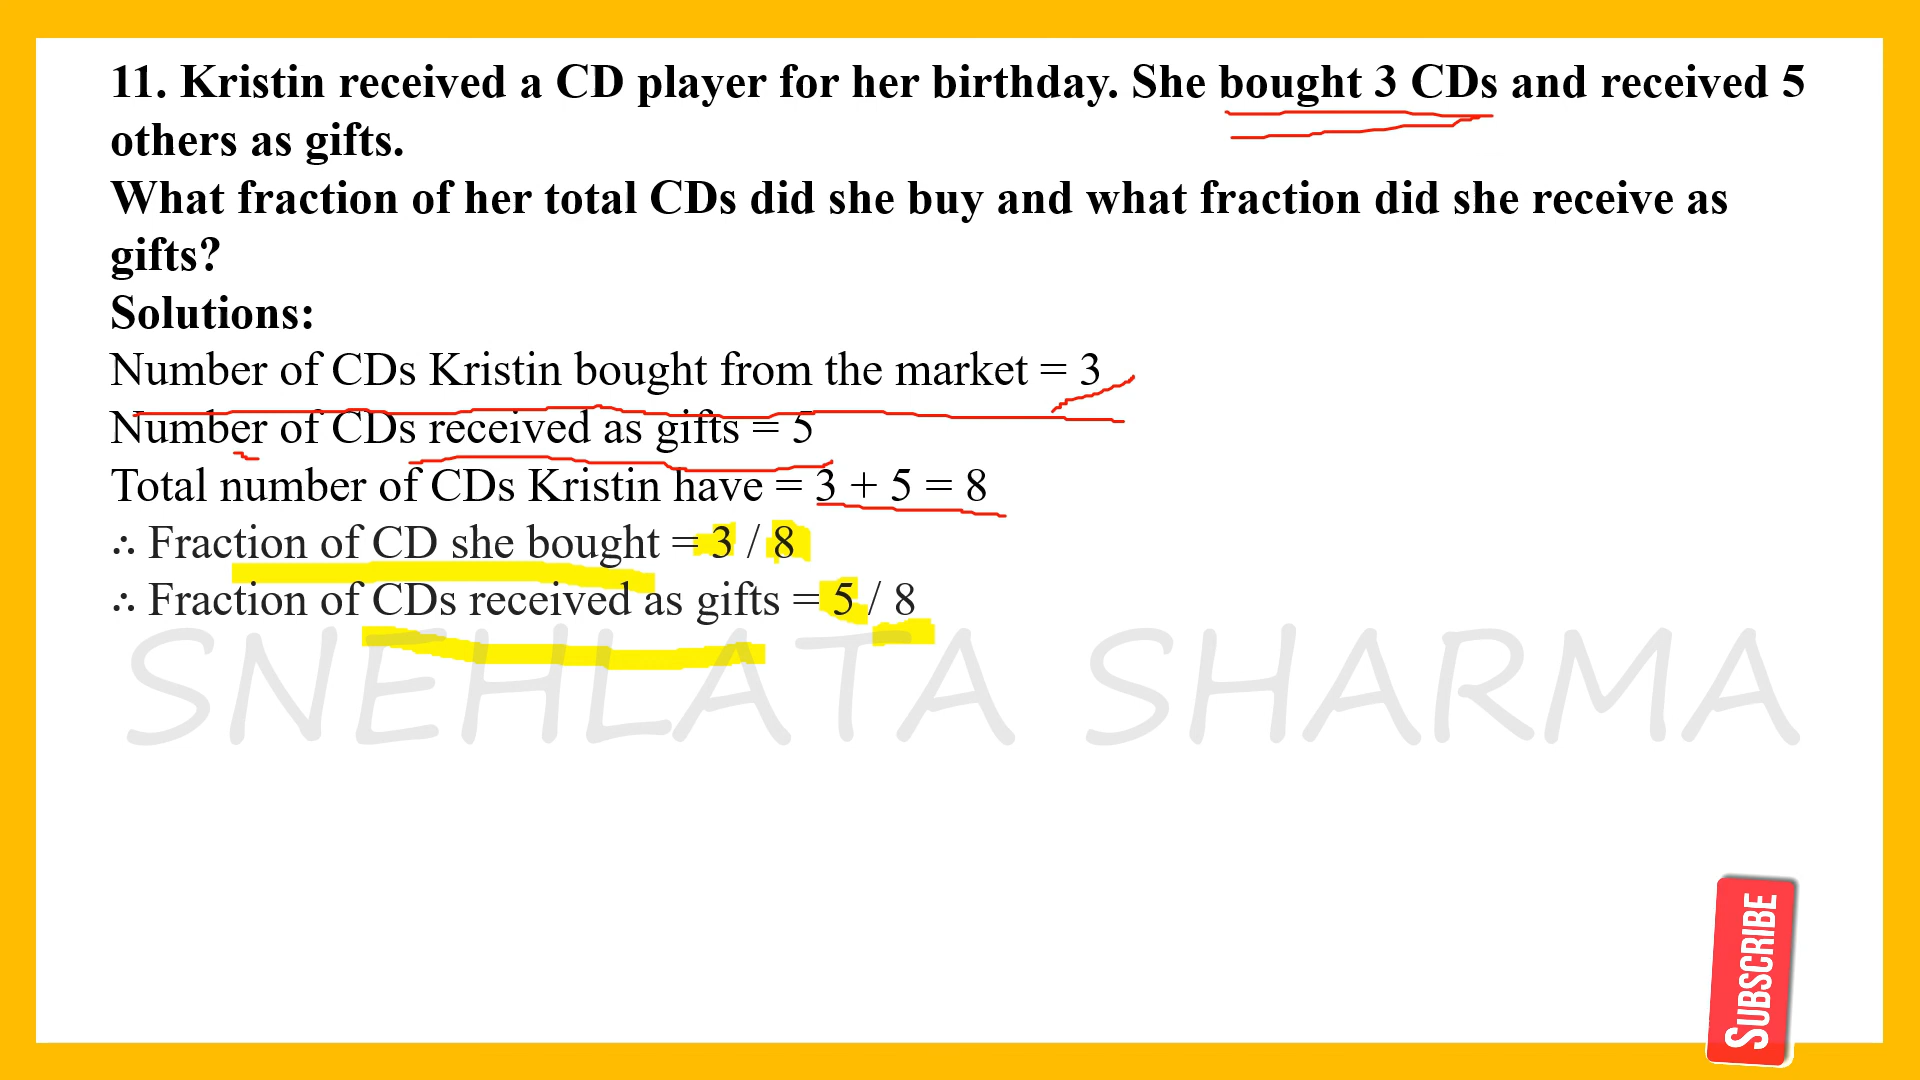 11. Kristin received a CD player for her birthday. She bought 3 CDs and received 5
others as gifts.
What fraction of her total CDs did she buy and what fraction did she receive as
gifts?
Solutions:
Number of CDs Kristin bought from the market = 3
Number of CDs received as gifts = 5
Total number of CDs Kristin have = 3 + 5 = 8
∴ Fraction of CD she bought = 3 / 8
∴ Fraction of CDs received as gifts = 5 / 8
SNEHLATA SHARMA
SUBSCRIBE